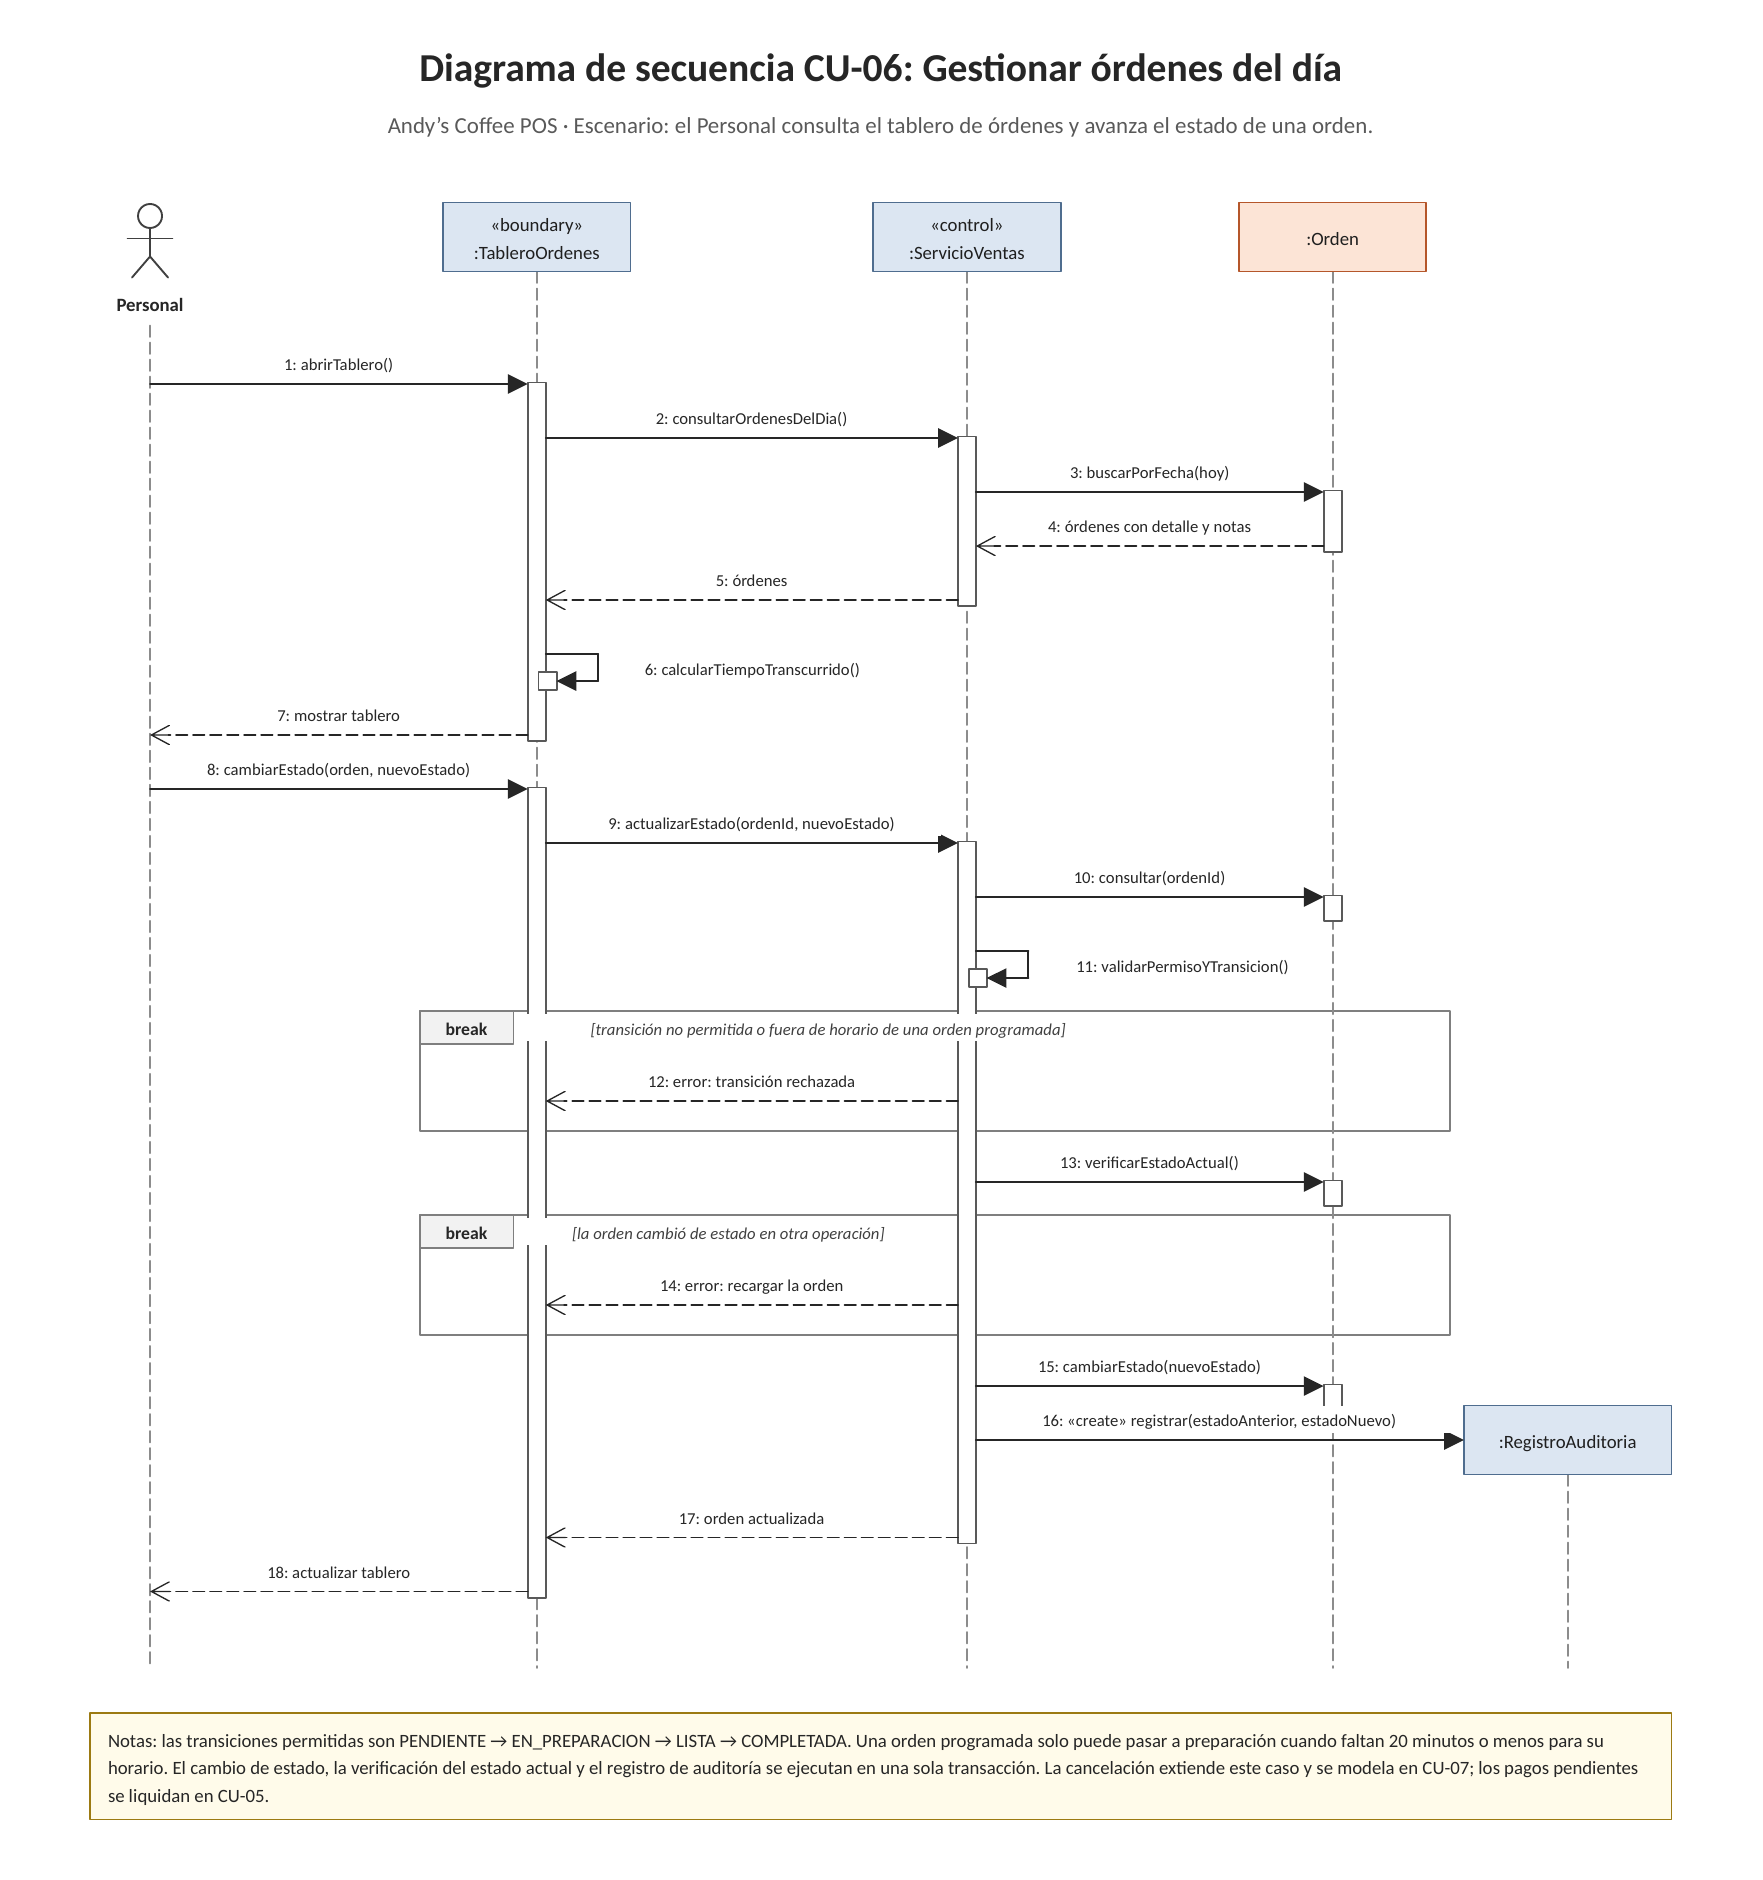 Diagrama de secuencia CU-06: Gestionar órdenes del día
Andy’s Coffee POS · Escenario: el Personal consulta el tablero de órdenes y avanza el estado de una orden.
Personal
«boundary»
:TableroOrdenes
«control»
:ServicioVentas
:Orden
1: abrirTablero()
2: consultarOrdenesDelDia()
3: buscarPorFecha(hoy)
4: órdenes con detalle y notas
5: órdenes
6: calcularTiempoTranscurrido()
7: mostrar tablero
8: cambiarEstado(orden, nuevoEstado)
9: actualizarEstado(ordenId, nuevoEstado)
10: consultar(ordenId)
11: validarPermisoYTransicion()
break
[transición no permitida o fuera de horario de una orden programada]
12: error: transición rechazada
13: verificarEstadoActual()
break
[la orden cambió de estado en otra operación]
14: error: recargar la orden
15: cambiarEstado(nuevoEstado)
16: «create» registrar(estadoAnterior, estadoNuevo)
:RegistroAuditoria
17: orden actualizada
18: actualizar tablero
Notas: las transiciones permitidas son PENDIENTE → EN_PREPARACION → LISTA → COMPLETADA. Una orden programada solo puede pasar a preparación cuando faltan 20 minutos o menos para su
horario. El cambio de estado, la verificación del estado actual y el registro de auditoría se ejecutan en una sola transacción. La cancelación extiende este caso y se modela en CU-07; los pagos pendientes
se liquidan en CU-05.